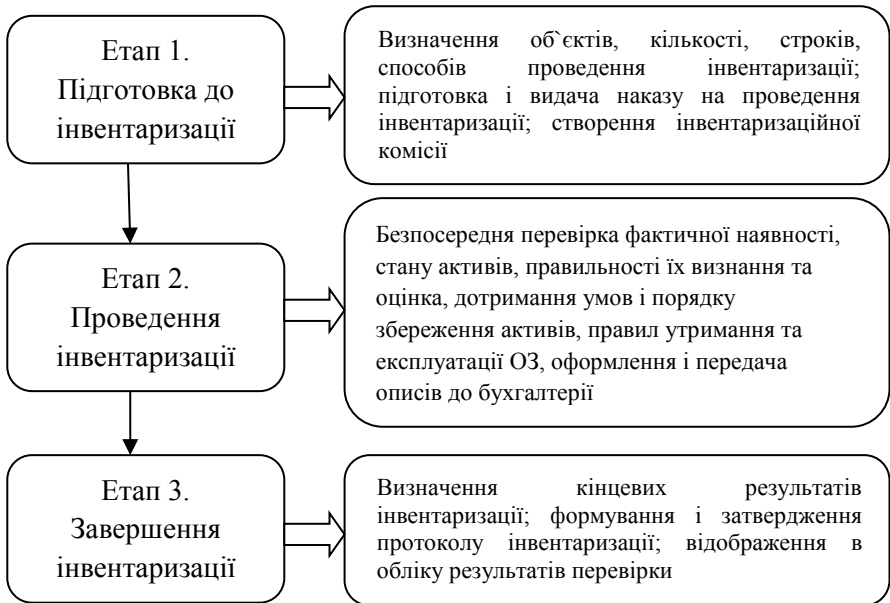 Етап 1.
Підготовка до
інвентаризації
Визначення об`єктів, кількості, строків,
способів проведення інвентаризації;
підготовка і видача наказу на проведення
інвентаризації; створення інвентаризаційної
комісії
Етап 2.
Проведення
інвентаризації
Безпосередня перевірка фактичної наявності,
стану активів, правильності їх визнання та
оцінка, дотримання умов і порядку
збереження активів, правил утримання та
експлуатації ОЗ, оформлення і передача
описів до бухгалтерії
Етап 3.
Завершення
інвентаризації
Визначення кінцевих результатів
інвентаризації; формування і затвердження
протоколу інвентаризації; відображення в
обліку результатів перевірки